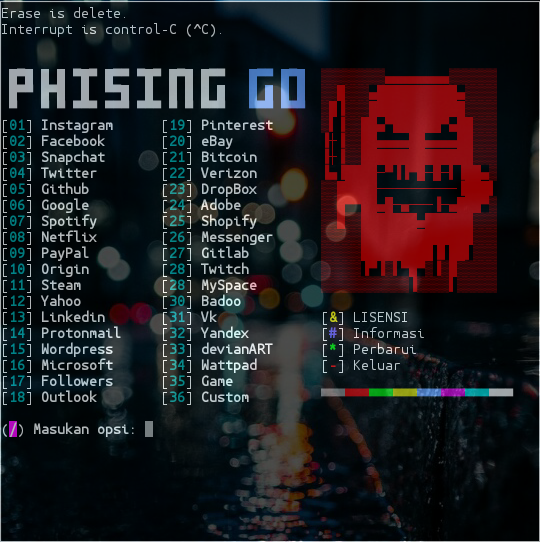 Erase is delete.
Interrupt is control-C (^C).
PHISING GO
[01] Instagram [19] Pinterest
[02] Facebook [20] eBay
[03] Snapchat [21] Bitcoin
[04] Twitter [22] Verizon
[05] Github [23] DropBox
[06] Google [24] Adobe
[07] Spotify [25] Shopify
[08] Netflix [26] Messenger
[09] PayPal [27] Gitlab
[10] Origin [28] Twitch
[11] Steam [28] MySpace
[12] Yahoo [30] Badoo
[13] Linkedin [31] Vk
[14] Protonmail [32] Yandex
[15] Wordpress [33] devianART
[16] Microsoft [34] Wattpad
[17] Followers [35] Game
[18] Outlook [36] Custom
[&] LISENSI
[#] Informasi
[*] Perbarui
[-] Keluar
(/) Masukan opsi: